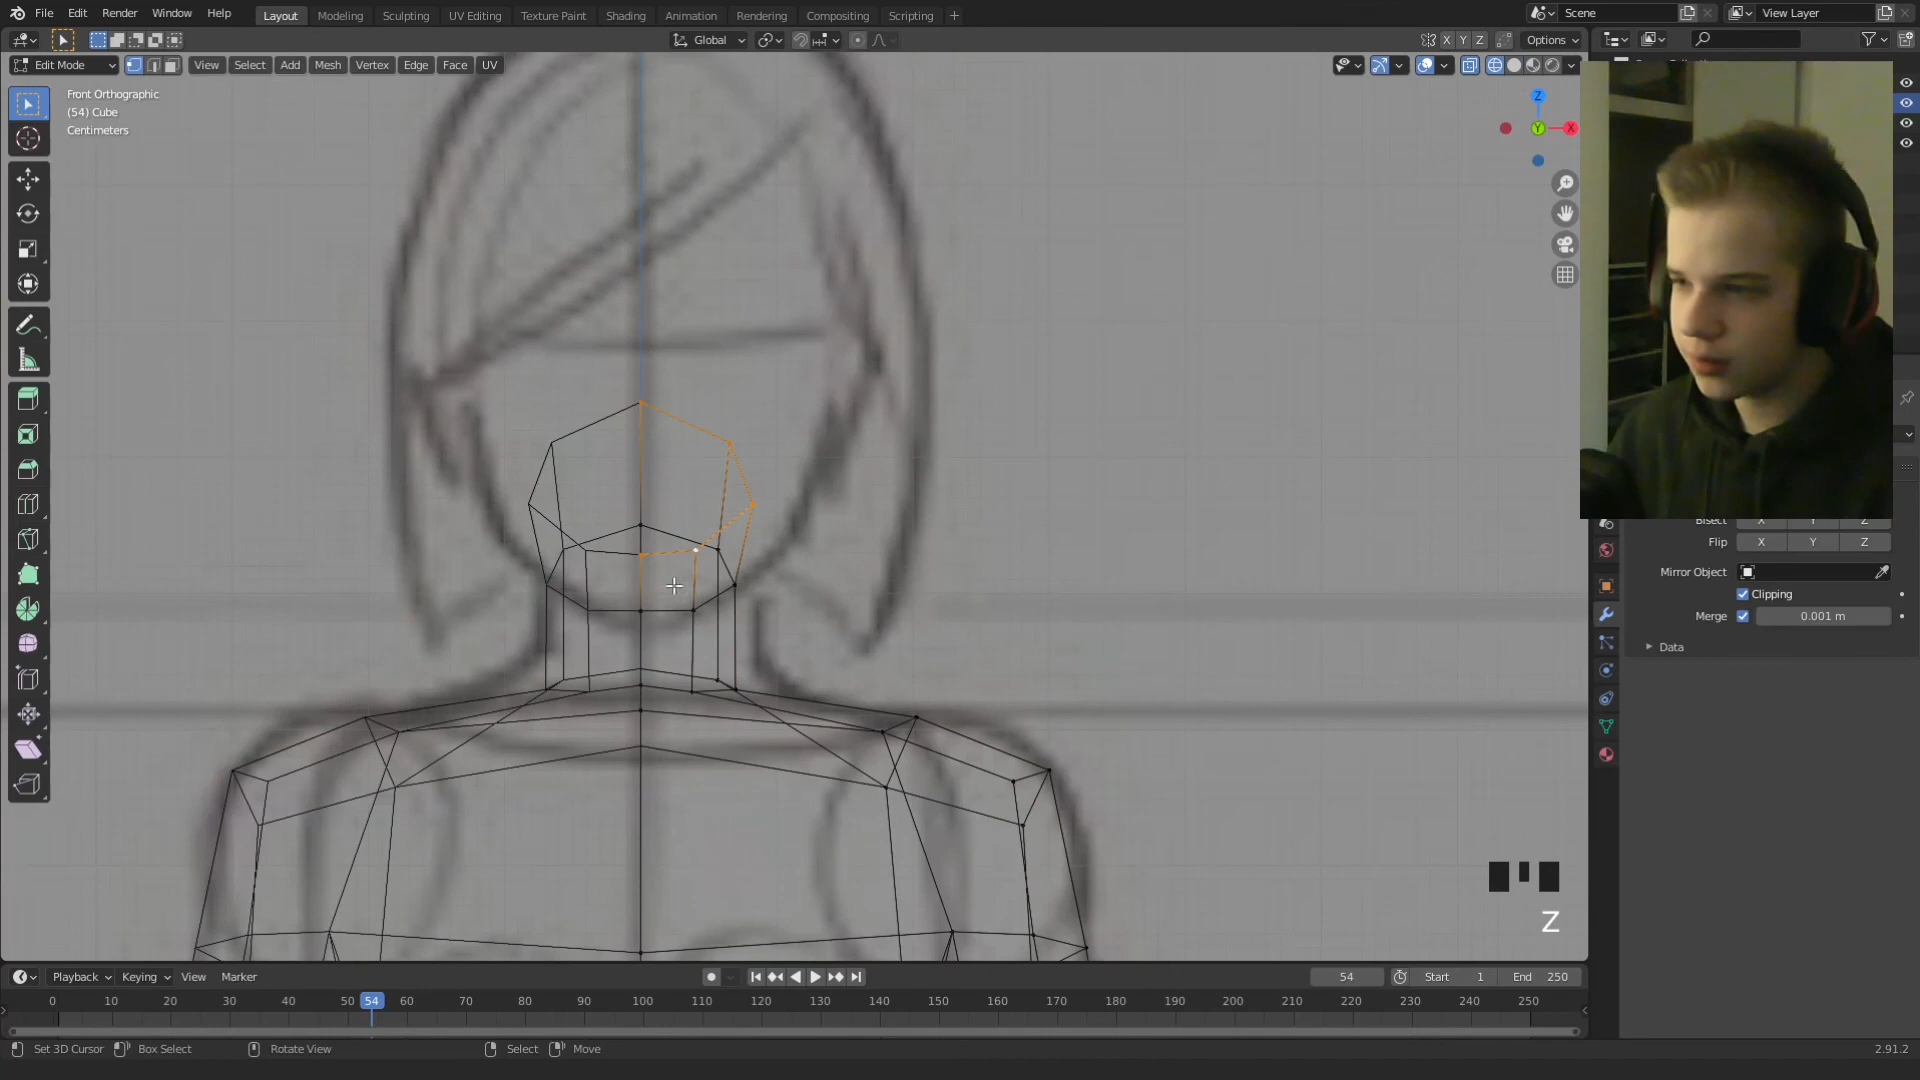 File Edit Render Window Help
Layout Modeling Sculpting UV Editing Texture Paint Shading Animation Rendering Compositing Scripting +
Scene
View Layer
Global
X Y Z
Options
Edit Mode
View Select Add Mesh Vertex Edge Face UV
Front Orthographic
(54) Cube
Centimeters
Z
Y
X
Bisect X Y Z
Flip X Y Z
Mirror Object
Clipping
Merge 0.001 m
Data
Z
Playback Keying View Marker
54
Start 1
End 250
0 10 20 30 40 50 54 60 70 80 90 100 110 120 130 140 150 160 170 180 190 200 210 220 230 240 250
Set 3D Cursor
Box Select
Rotate View
Select
Move
2.91.2